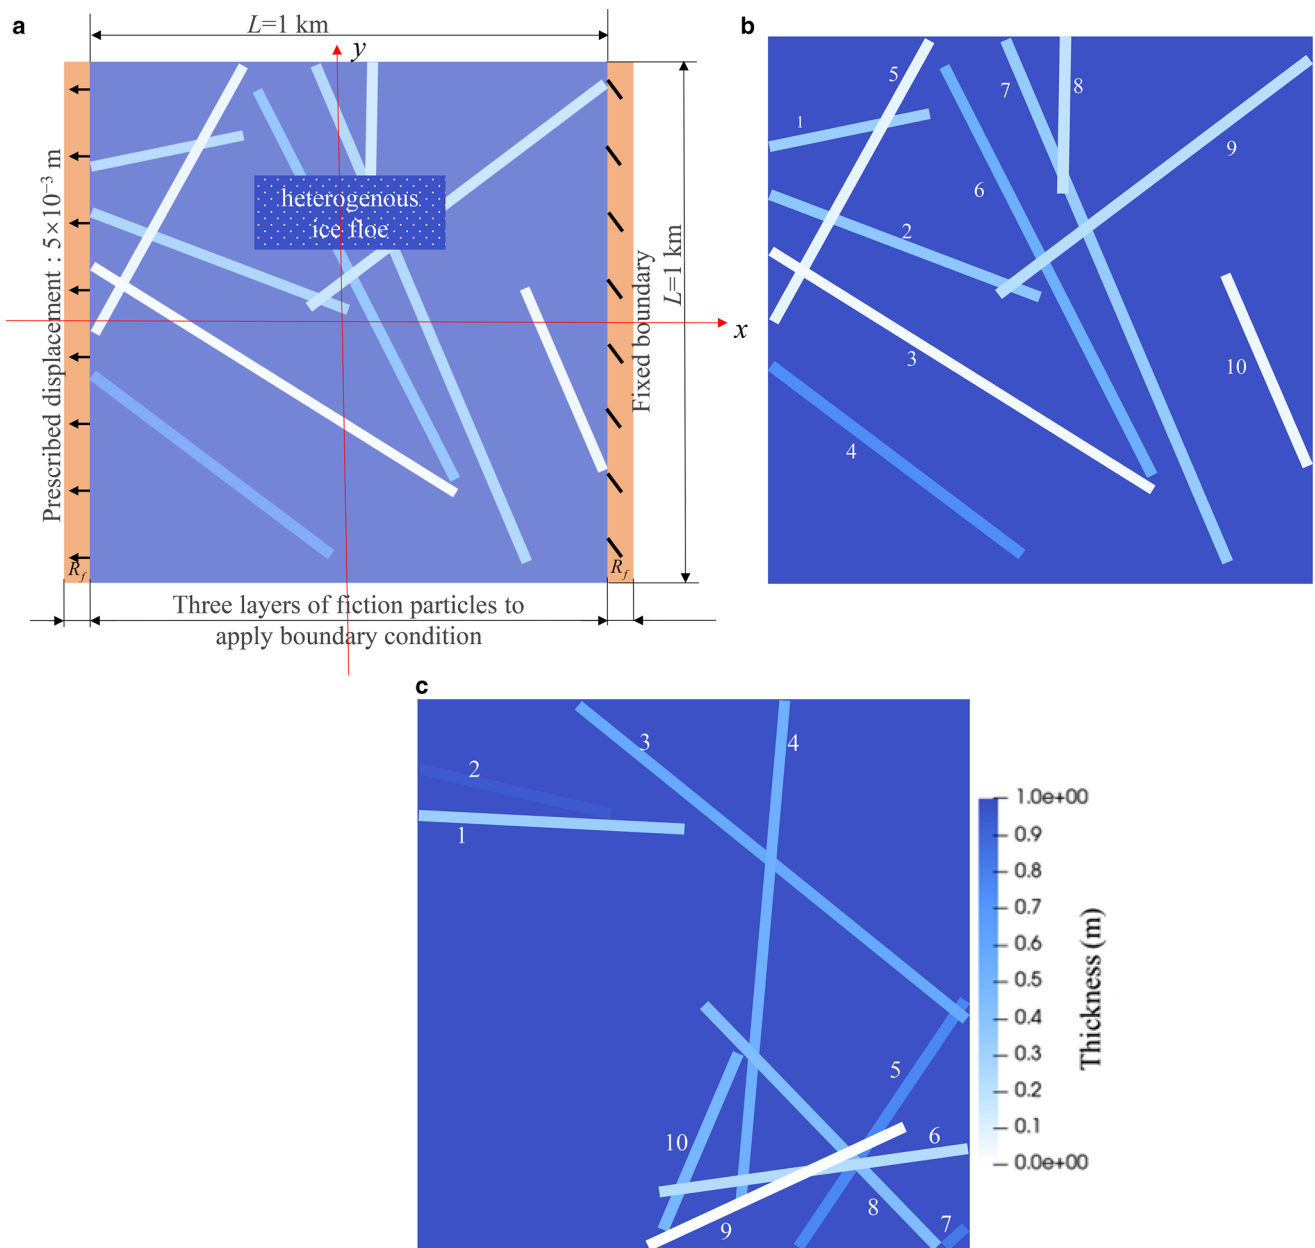 a
L=1 km
y
heterogenous
ice floe
Prescribed displacement : 5×10⁻³ m
L=1 km
Fixed boundary
x
R_f
R_f
Three layers of fiction particles to
apply boundary condition
b
5
7
8
1
9
6
2
3
10
4
c
3
4
2
1
5
10
6
8
9
7
1.0e+00
0.9
0.8
0.7
0.6
0.5
0.4
0.3
0.2
0.1
0.0e+00
Thickness (m)